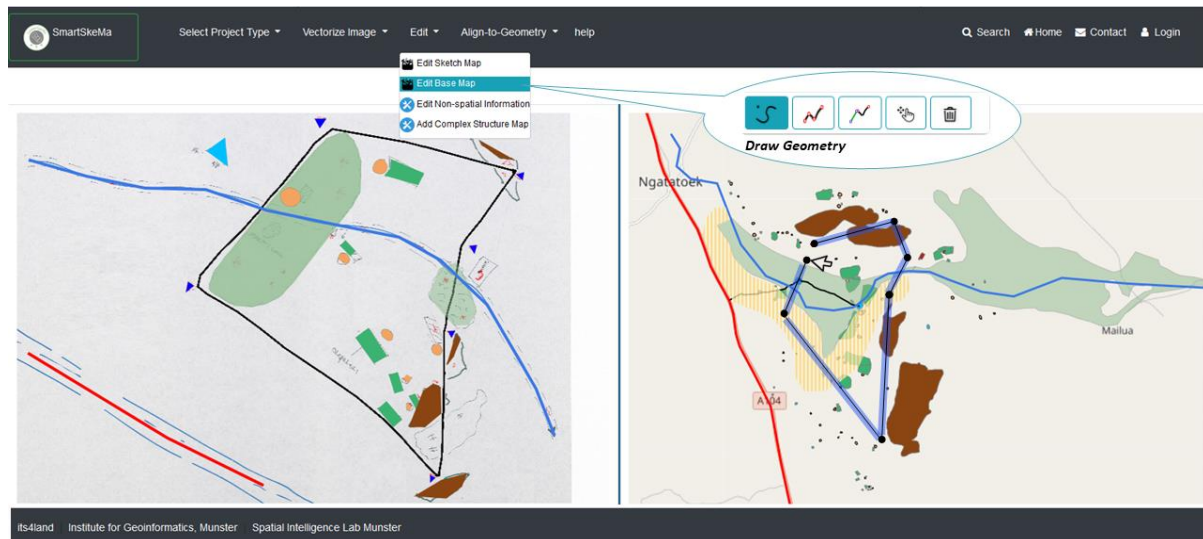 SmartSkeMa
Select Project Type
Vectorize Image
Edit
Align-to-Geometry
help
Search
Home
Contact
Login
Edit Sketch Map
Edit Base Map
Edit Non-spatial Information
Add Complex Structure Map
Draw Geometry
Ngatatoek
Mailua
A104
its4land
Institute for Geoinformatics, Munster
Spatial Intelligence Lab Munster